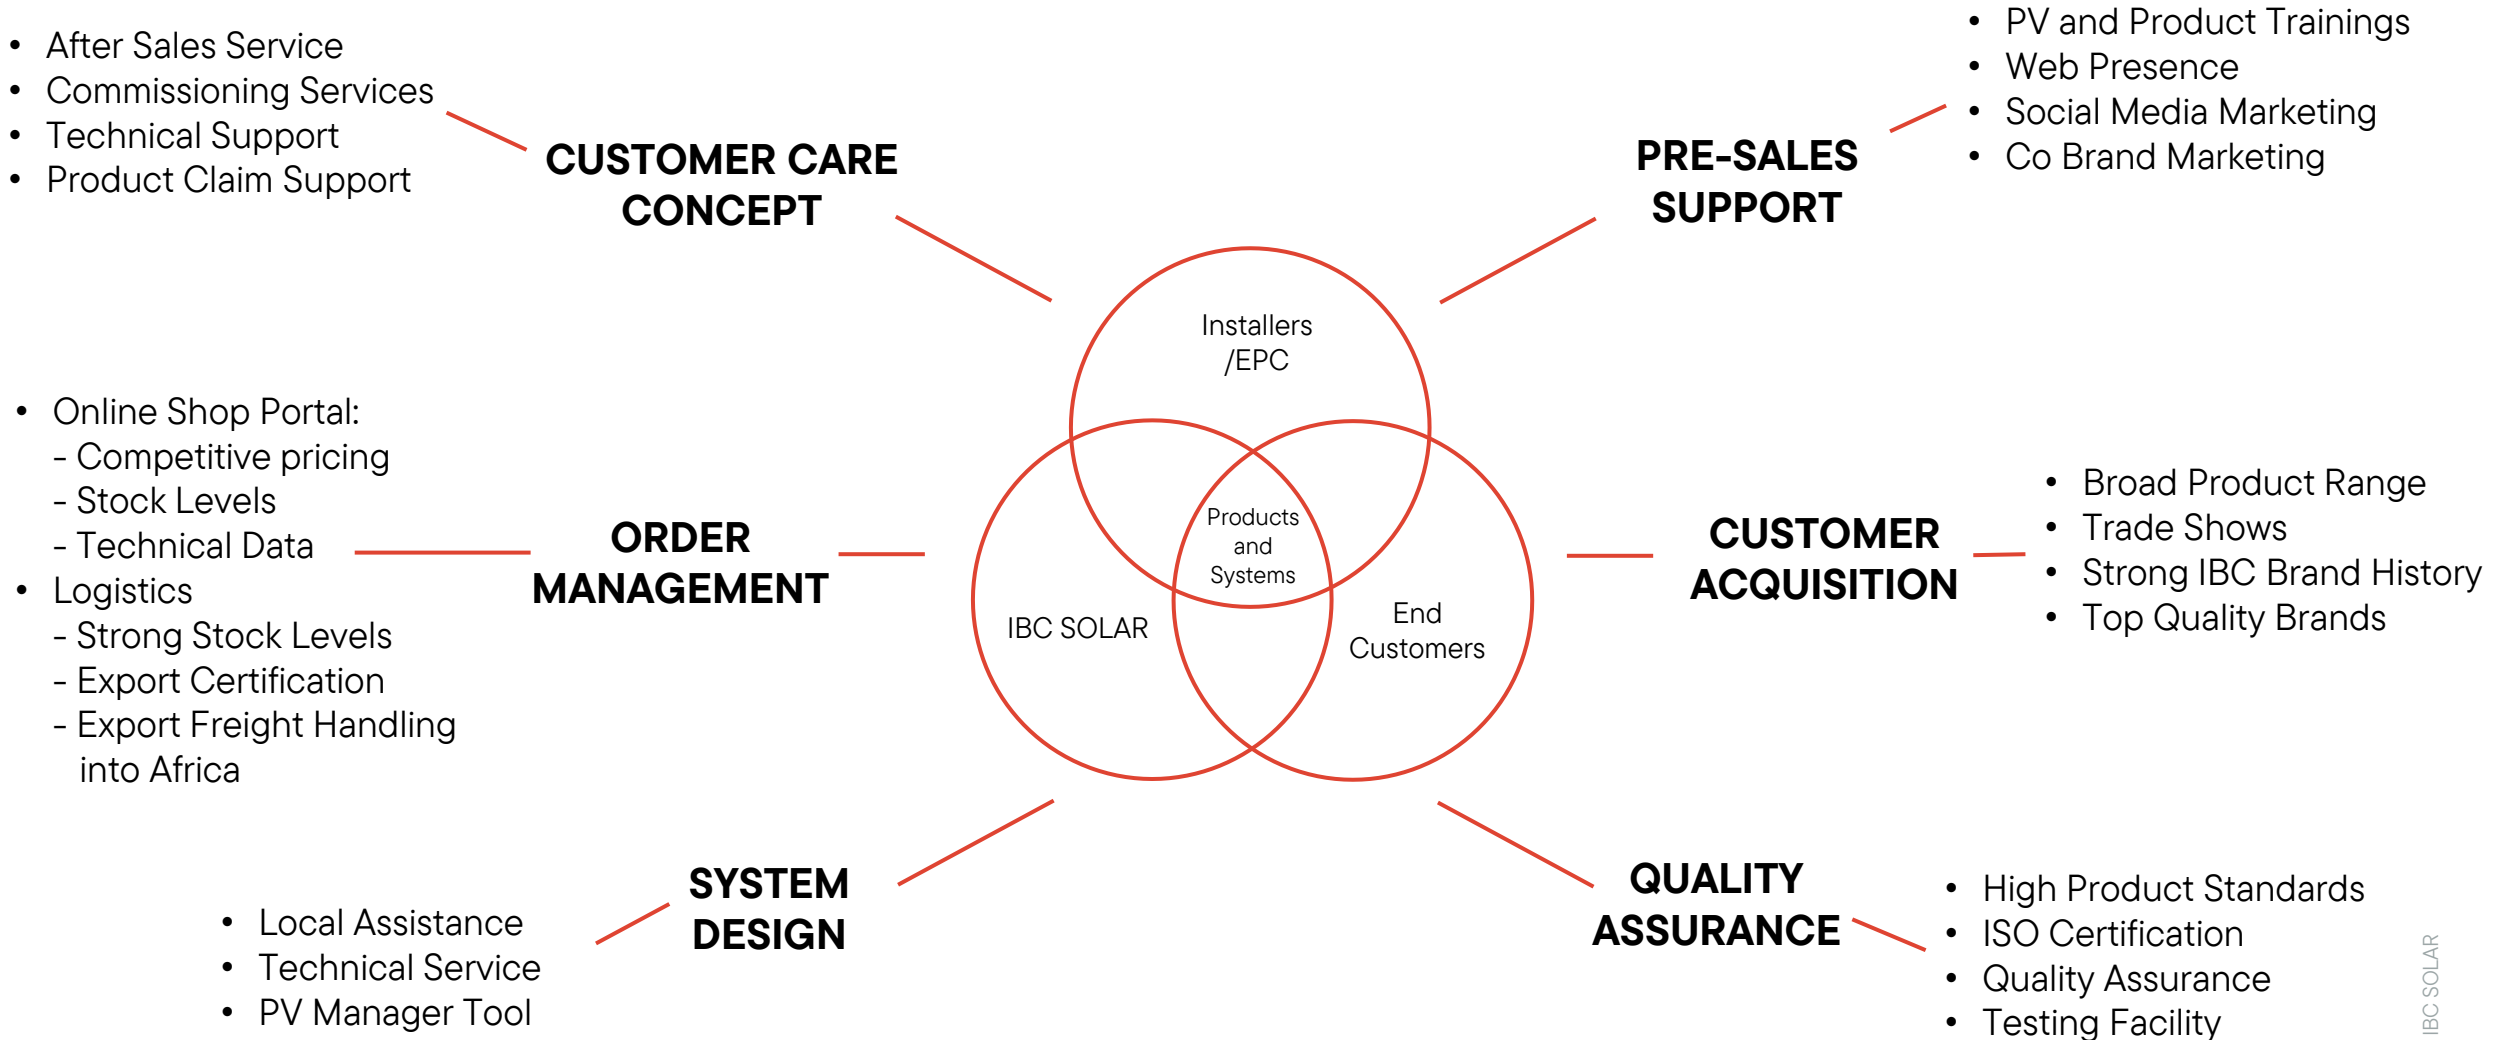 • After Sales Service
• Commissioning Services
• Technical Support
• Product Claim Support
CUSTOMER CARE
CONCEPT
• PV and Product Trainings
• Web Presence
• Social Media Marketing
• Co Brand Marketing
PRE-SALES
SUPPORT
Installers
/EPC
Products
and
Systems
IBC SOLAR
End
Customers
• Online Shop Portal:
- Competitive pricing
- Stock Levels
- Technical Data
• Logistics
- Strong Stock Levels
- Export Certification
- Export Freight Handling
into Africa
ORDER
MANAGEMENT
CUSTOMER
ACQUISITION
• Broad Product Range
• Trade Shows
• Strong IBC Brand History
• Top Quality Brands
SYSTEM
DESIGN
• Local Assistance
• Technical Service
• PV Manager Tool
QUALITY
ASSURANCE
• High Product Standards
• ISO Certification
• Quality Assurance
• Testing Facility
IBC SOLAR